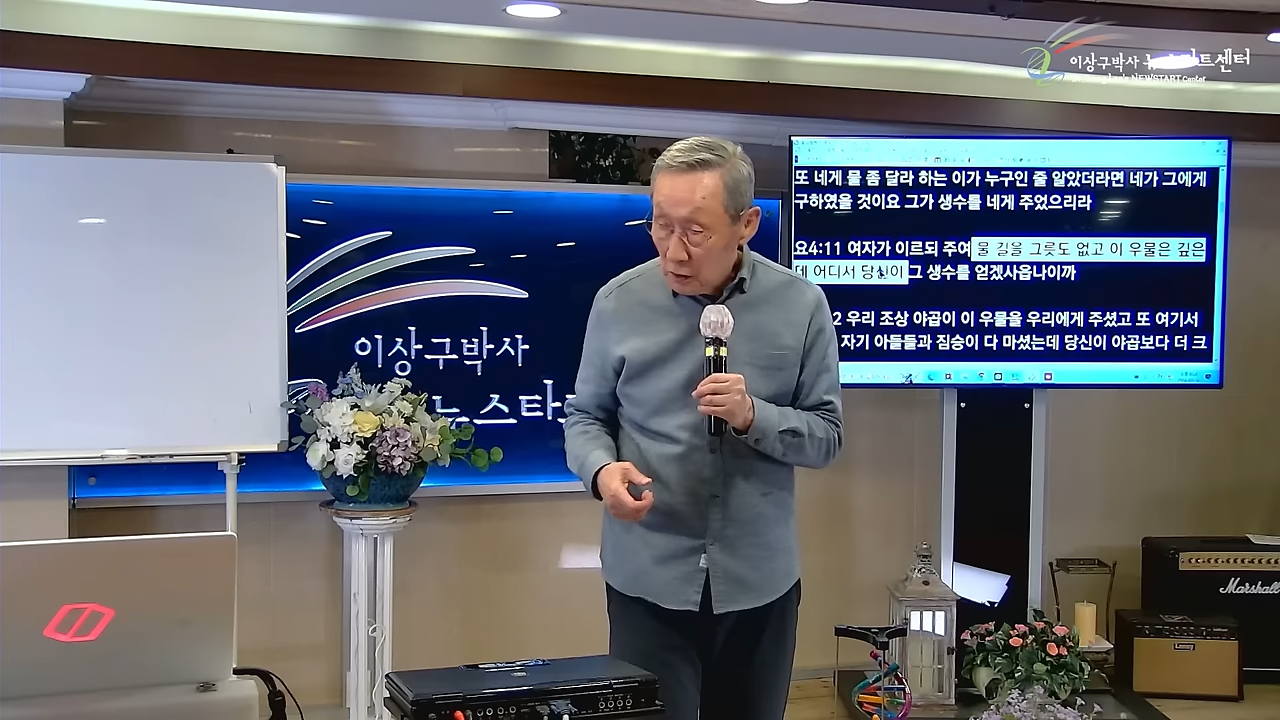 이상구박사
센터
NEWSTART Center
또 네게 물 좀 달라 하는 이가 누구인 줄 알았더라면 네가 그에게
구하였을 것이요 그가 생수를 네게 주었으리라
요4:11 여자가 이르되 주여 물 길을 그릇도 없고 이 우물은 깊은
데 어디서 당신이 그 생수를 얻겠사옵나이까
2 우리 조상 야곱이 이 우물을 우리에게 주셨고 또 여기서
자기 아들들과 짐승이 다 마셨는데 당신이 야곱보다 더 크
이상구박사
뉴스타
Marshall
Laney